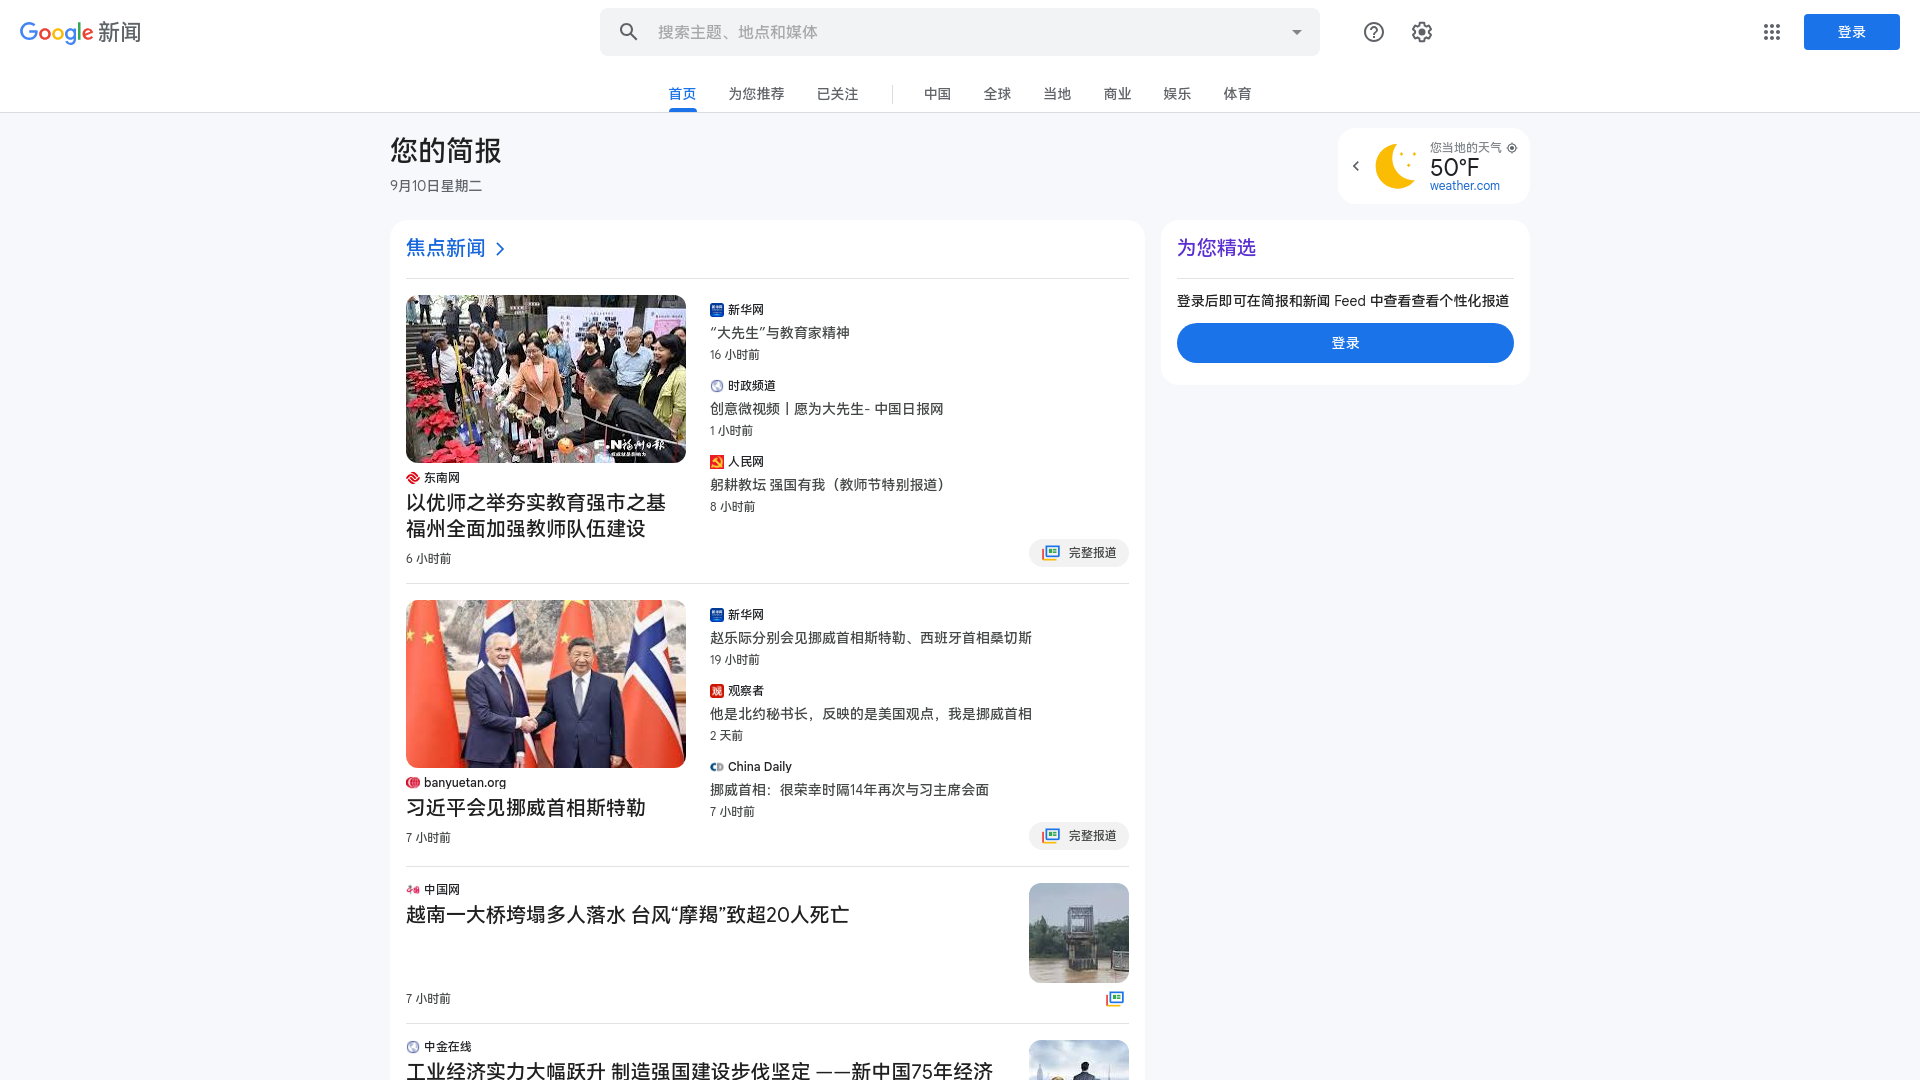 Google 新闻
搜索主题、地点和媒体
登录
首页
为您推荐
已关注
中国
全球
当地
商业
娱乐
体育
您的简报
9月10日星期二
您当地的天气
50°F
weather.com
焦点新闻
东南网
以优师之举夯实教育强市之基
福州全面加强教师队伍建设
6 小时前
新华网
“大先生”与教育家精神
16 小时前
时政频道
创意微视频丨愿为大先生- 中国日报网
1 小时前
人民网
躬耕教坛 强国有我（教师节特别报道）
8 小时前
完整报道
banyuetan.org
习近平会见挪威首相斯特勒
7 小时前
新华网
赵乐际分别会见挪威首相斯特勒、西班牙首相桑切斯
19 小时前
观察者
他是北约秘书长，反映的是美国观点，我是挪威首相
2 天前
China Daily
挪威首相：很荣幸时隔14年再次与习主席会面
7 小时前
完整报道
中国网
越南一大桥垮塌多人落水 台风“摩羯”致超20人死亡
7 小时前
中金在线
工业经济实力大幅跃升 制造强国建设步伐坚定 ——新中国75年经济
为您精选
登录后即可在简报和新闻 Feed 中查看查看个性化报道
登录